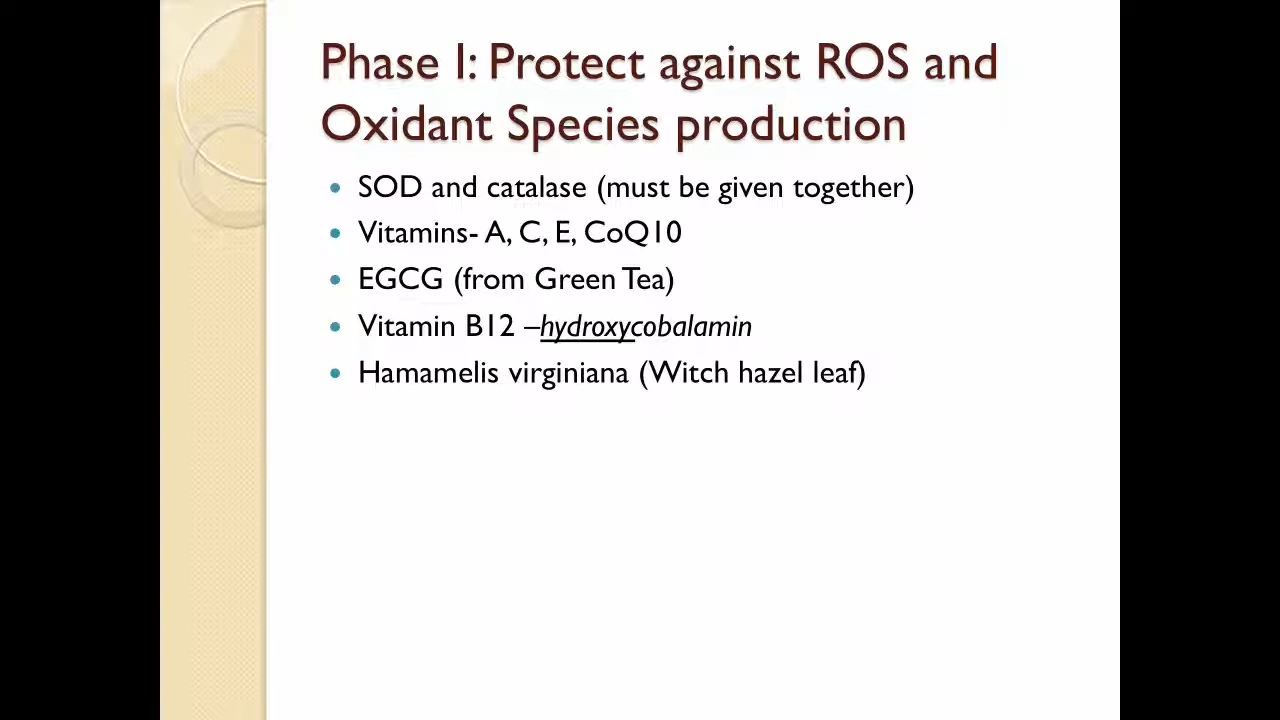 Phase I: Protect against ROS and
Oxidant Species production
• SOD and catalase (must be given together)
• Vitamins- A, C, E, CoQ10
• EGCG (from Green Tea)
• Vitamin B12 –hydroxycobalamin
• Hamamelis virginiana (Witch hazel leaf)